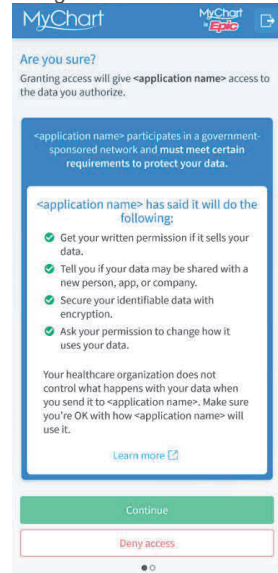 MyChart
MyChart
by Epic
Are you sure?
Granting access will give <application name> access to
the data you authorize.
<application name> participates in a government-
sponsored network and must meet certain
requirements to protect your data.
<application name> has said it will do the
following:
Get your written permission if it sells your
data.
Tell you if your data may be shared with a
new person, app, or company.
Secure your identifiable data with
encryption.
Ask your permission to change how it
uses your data.
Your healthcare organization does not
control what happens with your data when
you send it to <application name>. Make sure
you're OK with how <application name> will
use it.
Learn more
Continue
Deny access